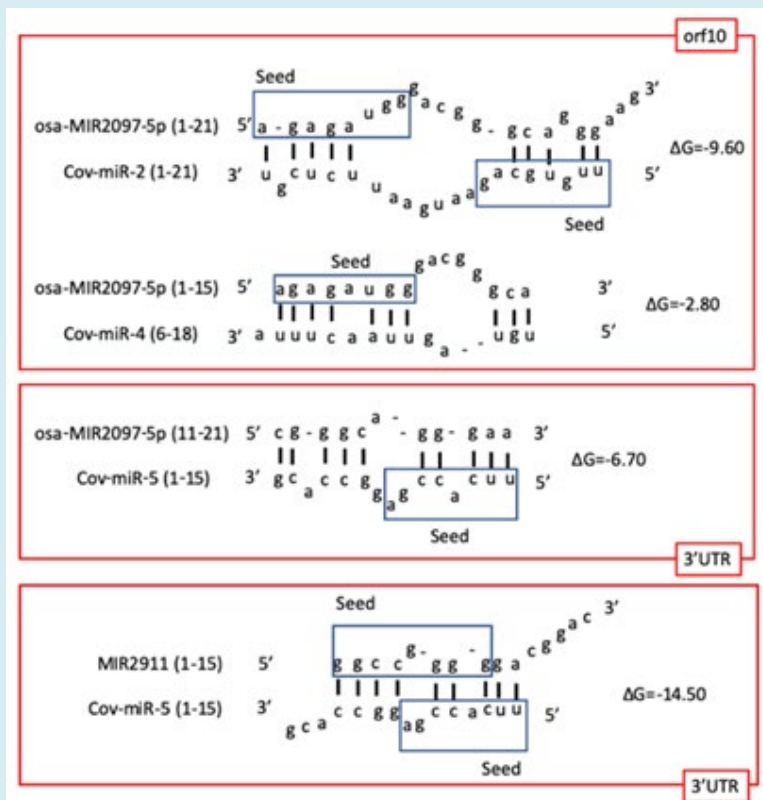 orf10
Seed
osa-MIR2097-5p (1-21) 5’ a - g a g a u g g g a c g g - g c a g g g a a g 3’
ΔG=-9.60
Cov-miR-2 (1-21) 3’ u g c u c u u a a g u a a g a c g u g u u 5’
Seed
Seed
osa-MIR2097-5p (1-15) 5’ a g a g a u g g g a c g g g c a 3’
ΔG=-2.80
Cov-miR-4 (6-18) 3’ a u u u c a a u u g a - - u g u 5’
osa-MIR2097-5p (11-21) 5’ c g - g g c a - - g g - g a a 3’
ΔG=-6.70
Cov-miR-5 (1-15) 3’ g c a c c g g a g c c a c u u 5’
Seed
3’UTR
Seed
MIR2911 (1-15) 5’ g g c c g - g g - g g a c g g a c 3’
ΔG=-14.50
Cov-miR-5 (1-15) 3’ g c a c c g g a g c c a c u u 5’
Seed
3’UTR